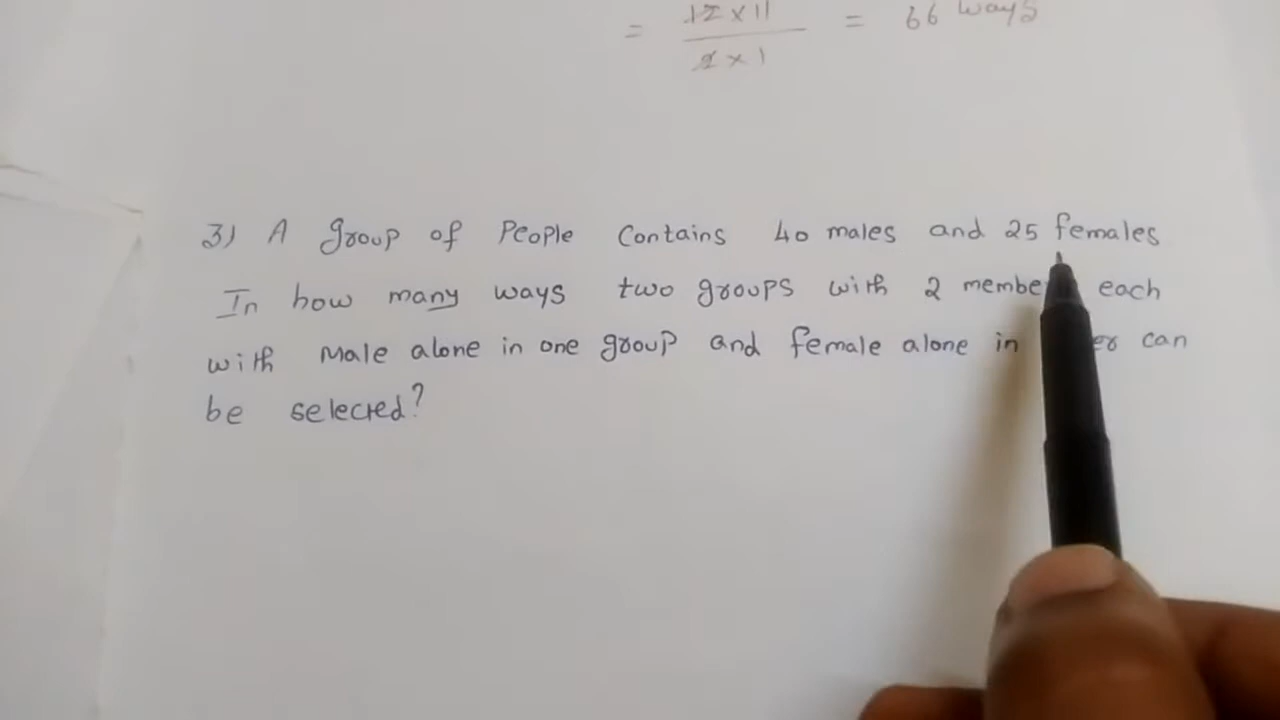 = 12 x 11 = 66 ways
2 x 1
3) A group of People Contains 40 males and 25 females
In how many ways two groups with 2 each
with Male alone in one group and female alone in can
be selected?